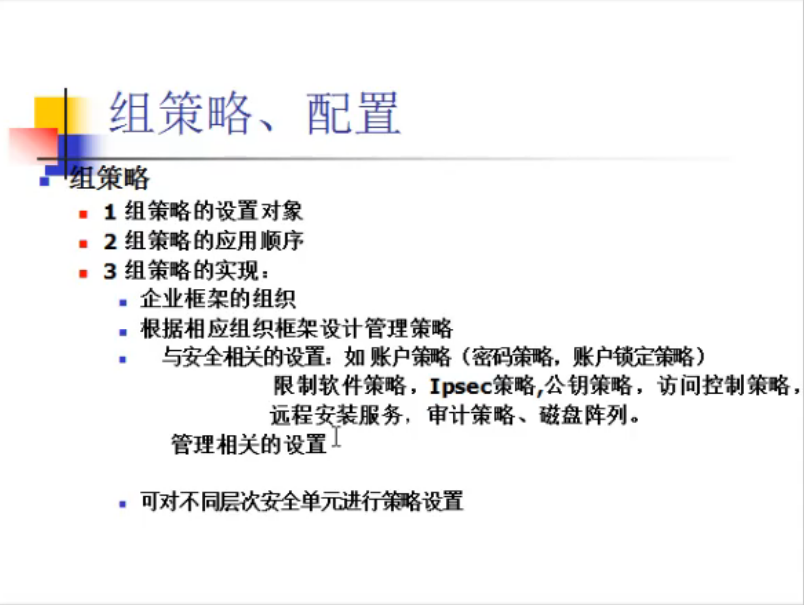 组策略、配置
组策略
1 组策略的设置对象
2 组策略的应用顺序
3 组策略的实现：
企业框架的组织
根据相应组织框架设计管理策略
与安全相关的设置：如 账户策略（密码策略，账户锁定策略）
限制软件策略，Ipsec策略,公钥策略，访问控制策略，
远程安装服务，审计策略、磁盘阵列。
管理相关的设置
可对不同层次安全单元进行策略设置